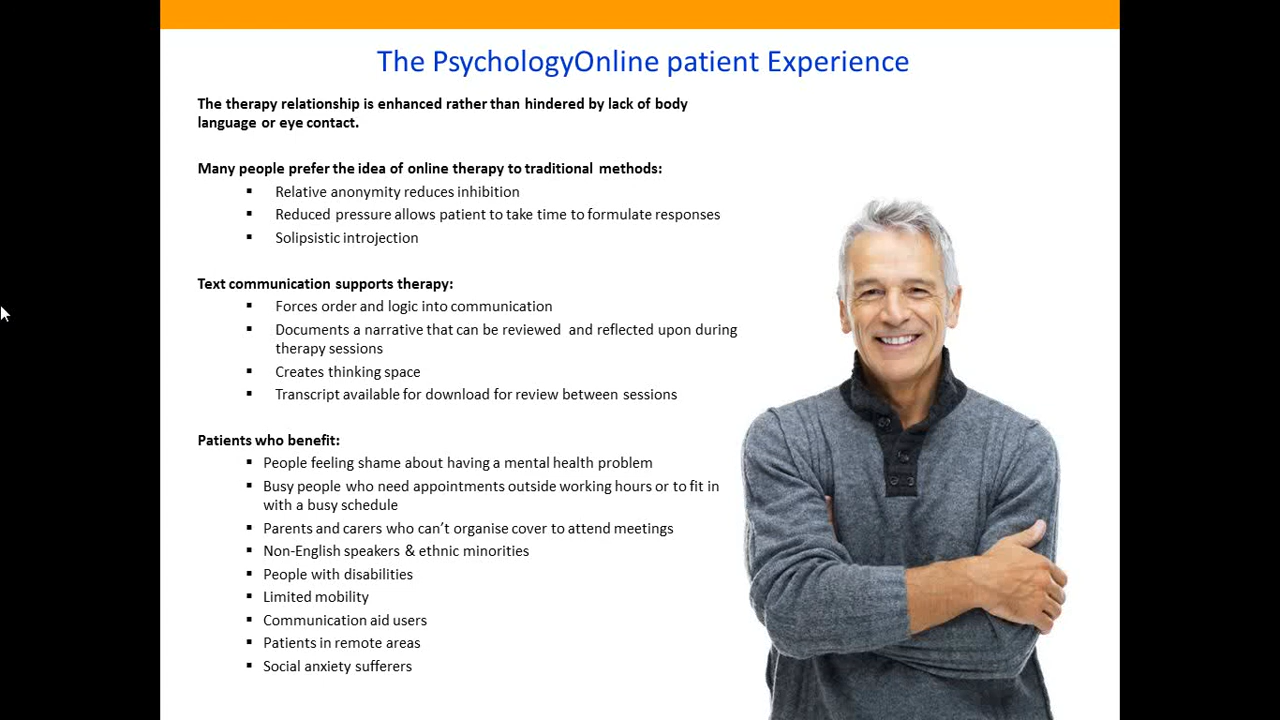 The PsychologyOnline patient Experience
The therapy relationship is enhanced rather than hindered by lack of body
language or eye contact.
Many people prefer the idea of online therapy to traditional methods:
▪ Relative anonymity reduces inhibition
▪ Reduced pressure allows patient to take time to formulate responses
▪ Solipsistic introjection
Text communication supports therapy:
▪ Forces order and logic into communication
▪ Documents a narrative that can be reviewed and reflected upon during
therapy sessions
▪ Creates thinking space
▪ Transcript available for download for review between sessions
Patients who benefit:
▪ People feeling shame about having a mental health problem
▪ Busy people who need appointments outside working hours or to fit in
with a busy schedule
▪ Parents and carers who can’t organise cover to attend meetings
▪ Non-English speakers & ethnic minorities
▪ People with disabilities
▪ Limited mobility
▪ Communication aid users
▪ Patients in remote areas
▪ Social anxiety sufferers